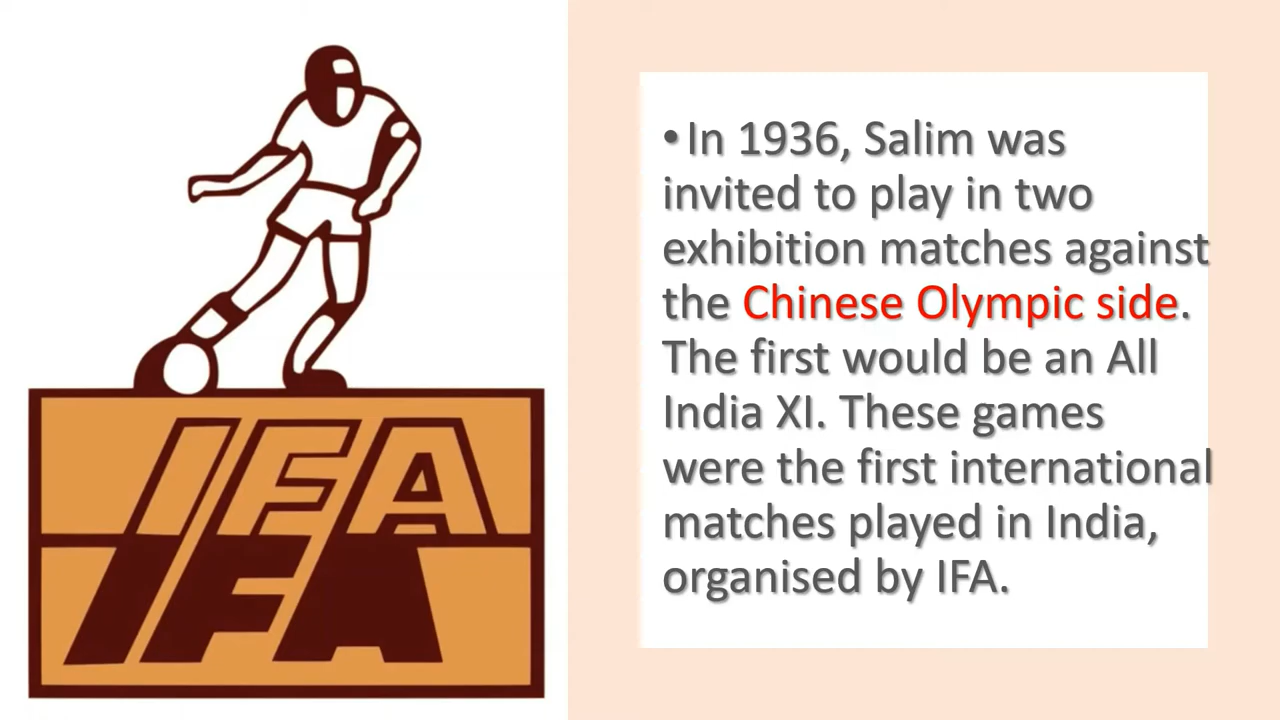 IFA
IFA
•In 1936, Salim was
invited to play in two
exhibition matches against
the Chinese Olympic side.
The first would be an All
India XI. These games
were the first international
matches played in India,
organised by IFA.